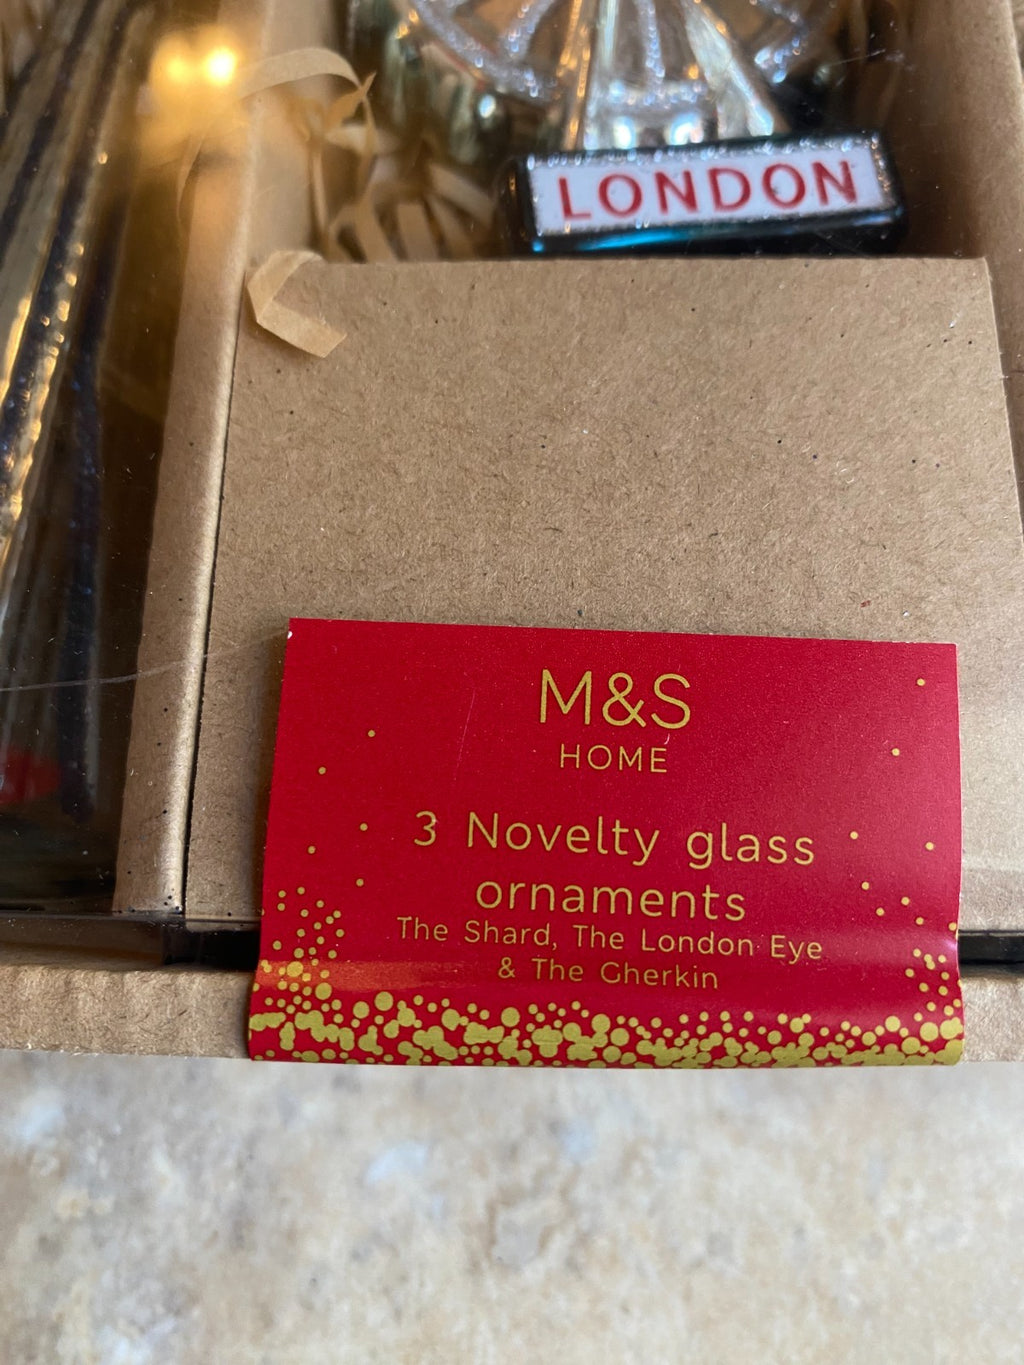 LONDON
M&S
HOME
3 Novelty glass
ornaments
The Shard, The London Eye
& The Gherkin